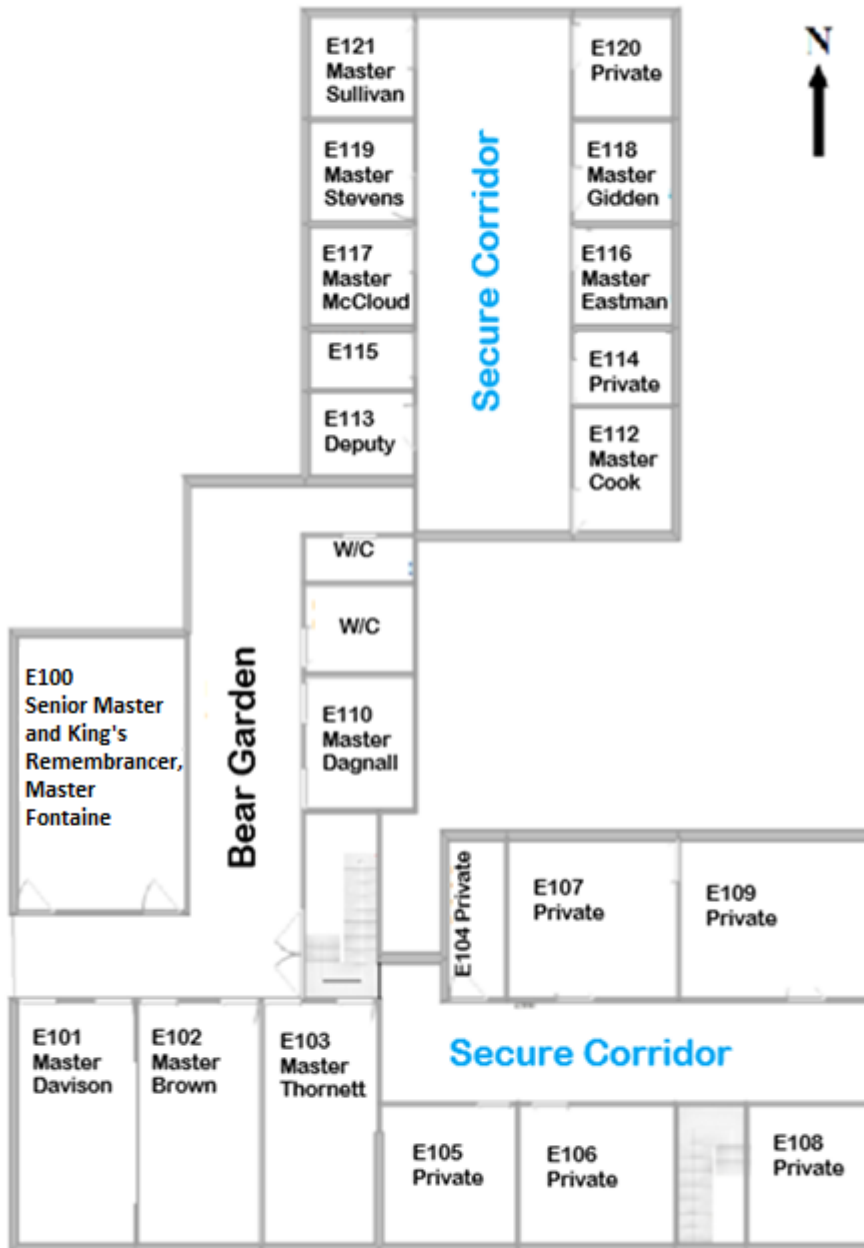 N
E121
Master
Sullivan
E120
Private
E119
Master
Stevens
E118
Master
Gidden
Secure Corridor
E117
Master
McCloud
E116
Master
Eastman
E115
E114
Private
E113
Deputy
E112
Master
Cook
W/C
W/C
E100
Senior Master
and King's
Remembrancer,
Master
Fontaine
Bear Garden
E110
Master
Dagnall
E104 Private
E107
Private
E109
Private
E101
Master
Davison
E102
Master
Brown
E103
Master
Thornett
Secure Corridor
E105
Private
E106
Private
E108
Private